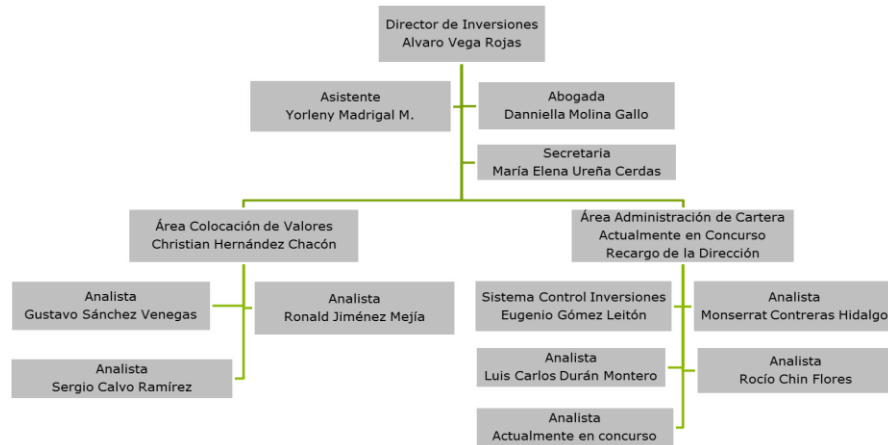 Director de Inversiones
Alvaro Vega Rojas
Asistente
Yorleny Madrigal M.
Abogada
Danniella Molina Gallo
Secretaria
María Elena Ureña Cerdas
Área Colocación de Valores
Christian Hernández Chacón
Área Administración de Cartera
Actualmente en Concurso
Recargo de la Dirección
Analista
Gustavo Sánchez Venegas
Analista
Ronald Jiménez Mejía
Analista
Sergio Calvo Ramírez
Sistema Control Inversiones
Eugenio Gómez Leitón
Analista
Monserrat Contreras Hidalgo
Analista
Luis Carlos Durán Montero
Analista
Rocío Chin Flores
Analista
Actualmente en concurso